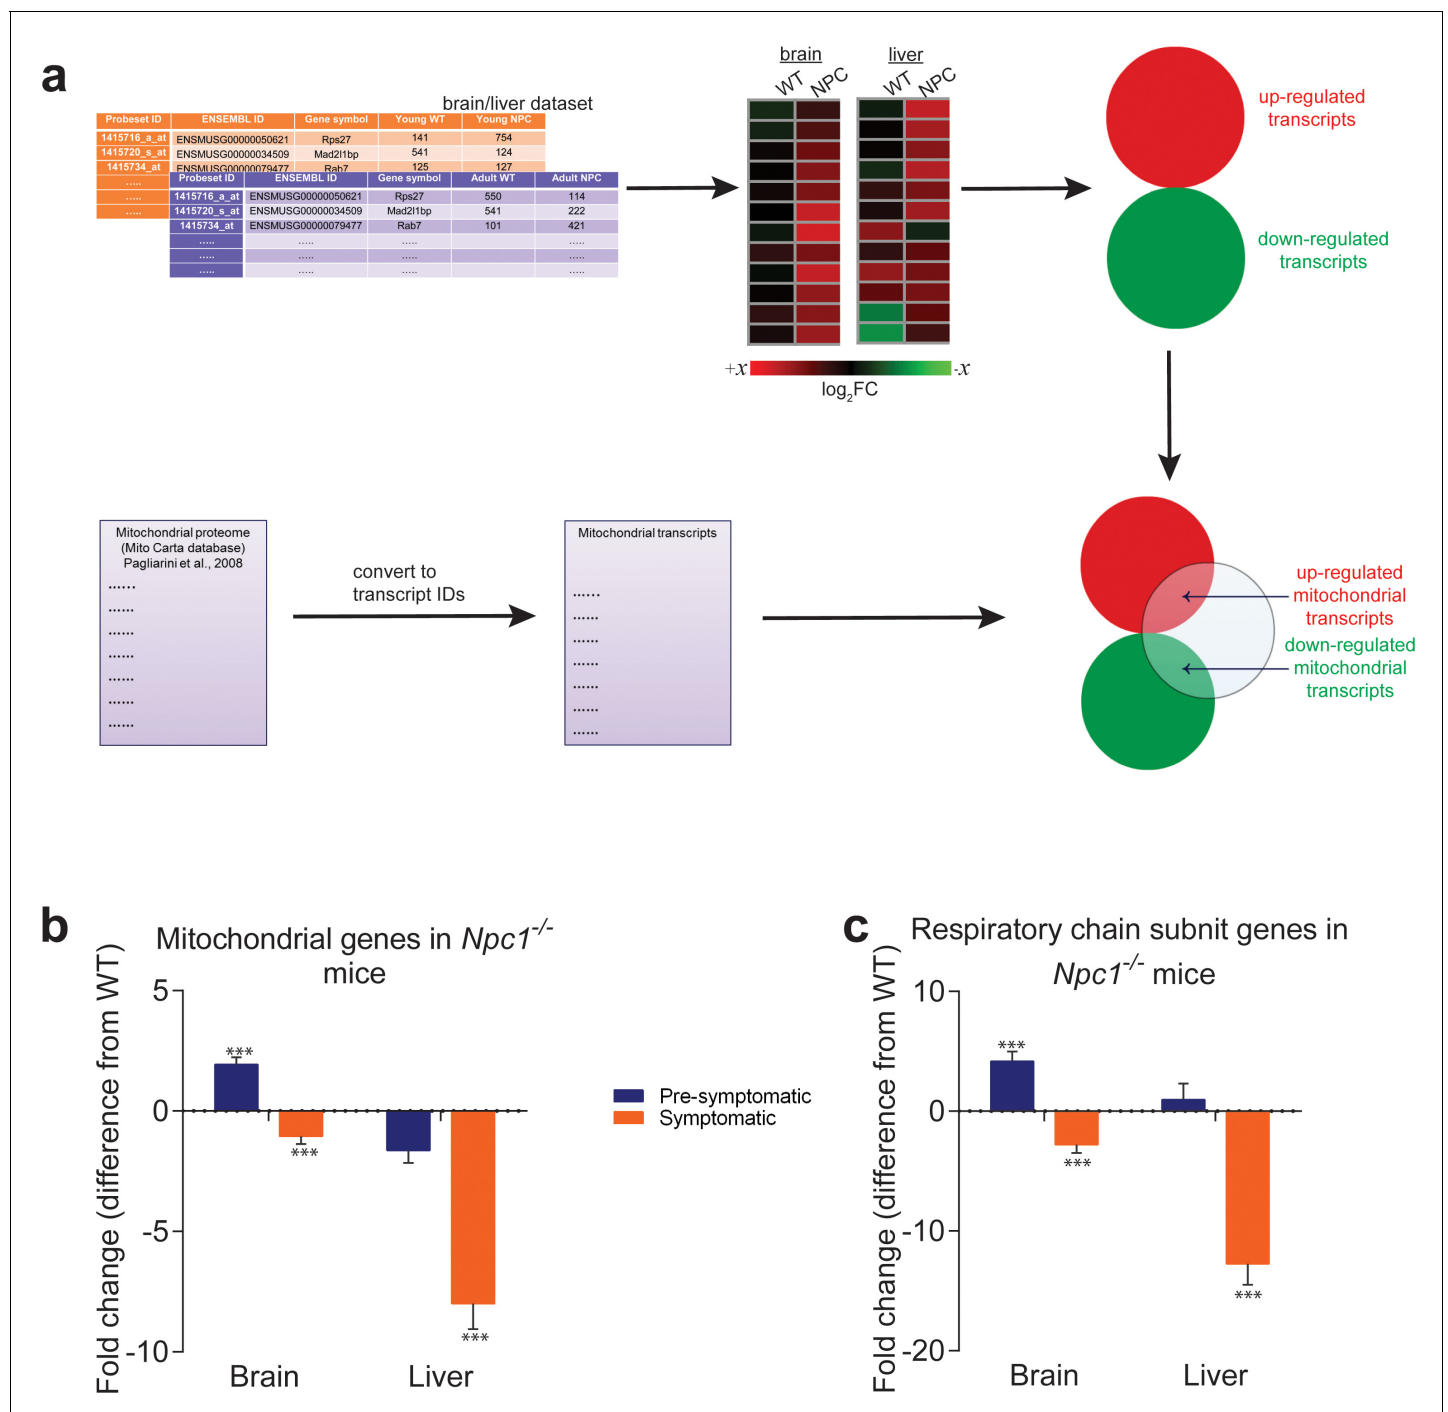 a
brain/liver dataset
Probeset ID ENSEMBL ID Gene symbol Young WT Young NPC
1415716_a_at ENSMUSG00000050621 Rps27 141 754
1415720_s_at ENSMUSG00000034509 Mad2l1bp 541 124
1415734_at ENSMUSG00000079477 Rab7 125 127
.....
.....
.....
Probeset ID ENSEMBL ID Gene symbol Adult WT Adult NPC
1415716_a_at ENSMUSG00000050621 Rps27 550 114
1415720_s_at ENSMUSG00000034509 Mad2l1bp 541 222
1415734_at ENSMUSG00000079477 Rab7 101 421
..... ..... ..... .....
..... ..... ..... .....
..... ..... ..... .....
brain liver
WT NPC WT NPC
+x -x
log2FC
up-regulated
transcripts
down-regulated
transcripts
Mitochondrial proteome
(Mito Carta database)
Pagliarini et al., 2008
......
......
......
......
......
......
......
convert to
transcript IDs
Mitochondrial transcripts
......
......
......
......
......
......
......
up-regulated
mitochondrial
transcripts
down-regulated
mitochondrial
transcripts
b
Mitochondrial genes in Npc1-/-
mice
Fold change (difference from WT)
5
0
-5
-10
***
***
***
Brain Liver
Pre-symptomatic
Symptomatic
c
Respiratory chain subnit genes in
Npc1-/- mice
Fold change (difference from WT)
10
0
-10
-20
***
***
***
Brain Liver